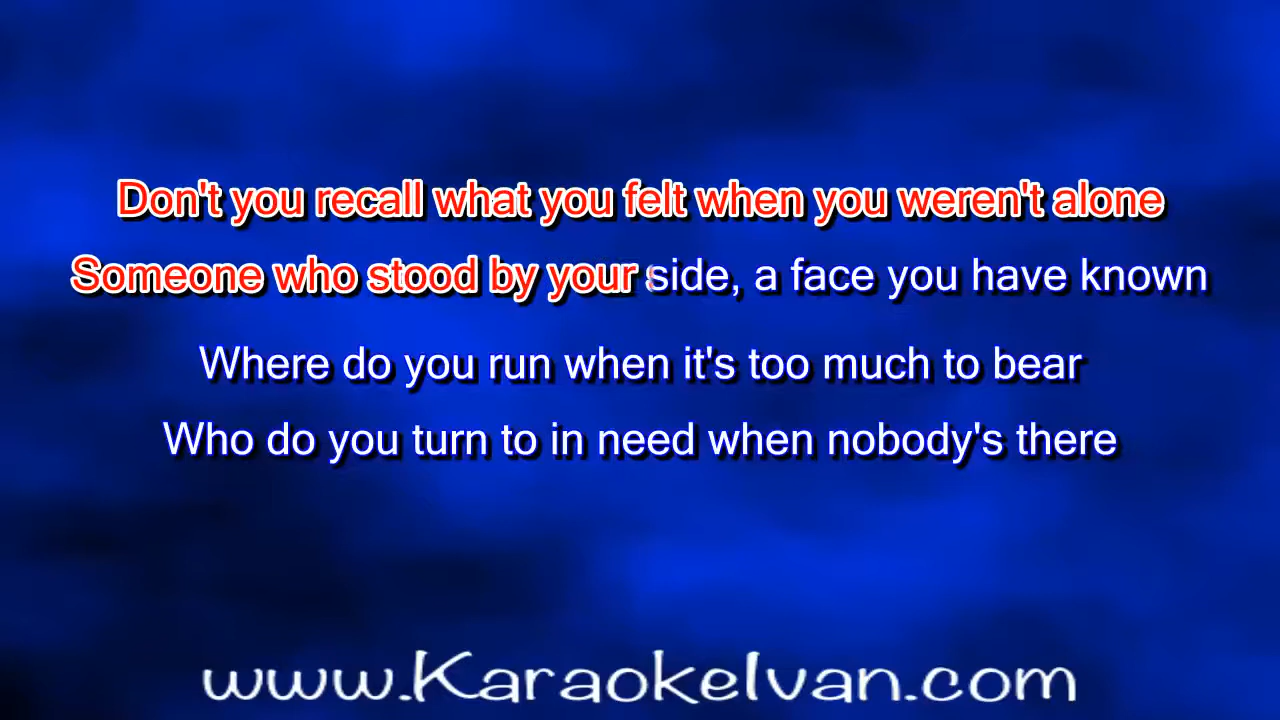 Don't you recall what you felt when you weren't alone
Someone who stood by your side, a face you have known
Where do you run when it's too much to bear
Who do you turn to in need when nobody's there
www.KaraokeIvan.com